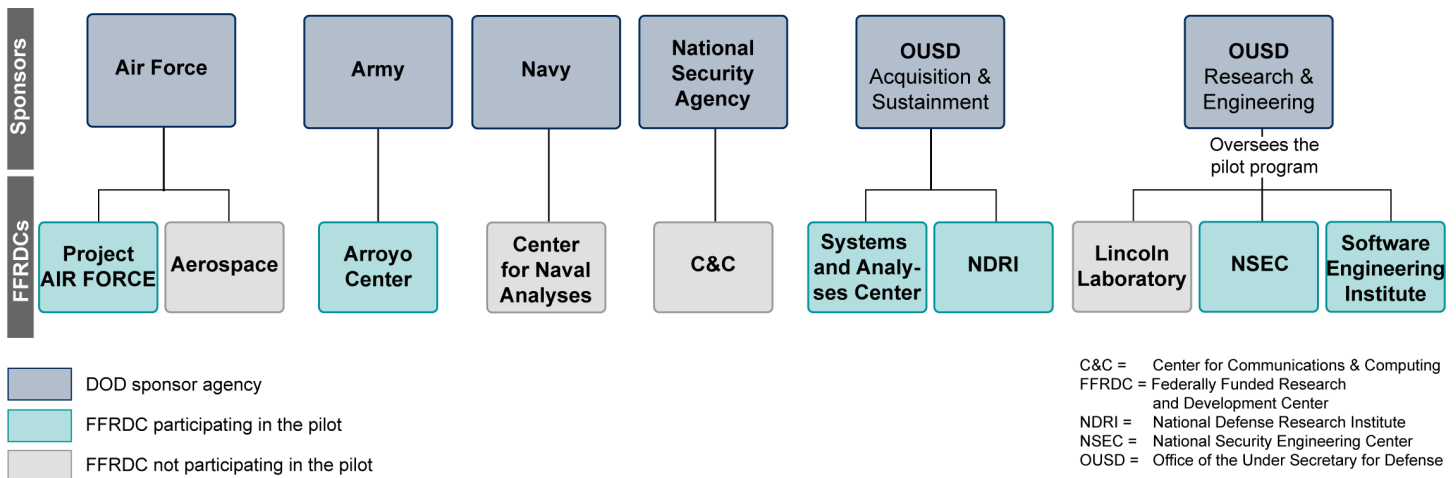 Sponsors
Air Force
Army
Navy
National
Security
Agency
OUSD
Acquisition &
Sustainment
OUSD
Research &
Engineering
Oversees the
pilot program
FFRDCs
Project
AIR FORCE
Aerospace
Arroyo
Center
Center
for Naval
Analyses
C&C
Systems
and Analy-
ses Center
NDRI
Lincoln
Laboratory
NSEC
Software
Engineering
Institute
DOD sponsor agency
FFRDC participating in the pilot
FFRDC not participating in the pilot
C&C = Center for Communications & Computing
FFRDC = Federally Funded Research
and Development Center
NDRI = National Defense Research Institute
NSEC = National Security Engineering Center
OUSD = Office of the Under Secretary for Defense